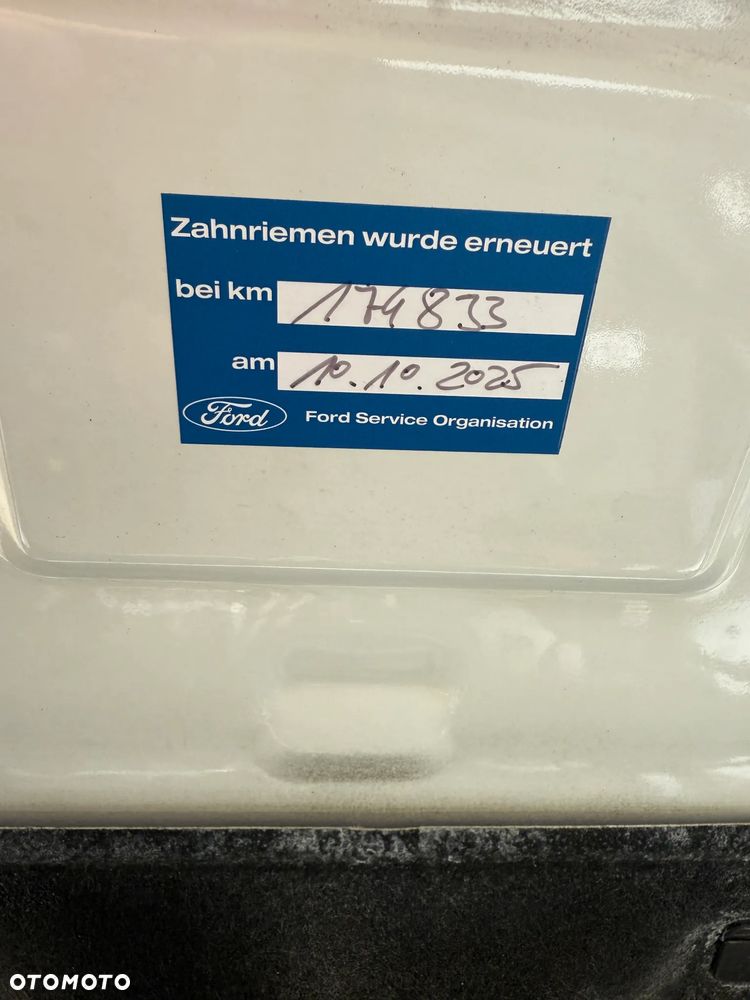 Zahnriemen wurde erneuert
bei km 174833
am 10.10.2025
Ford Ford Service Organisation
OTOMOTO